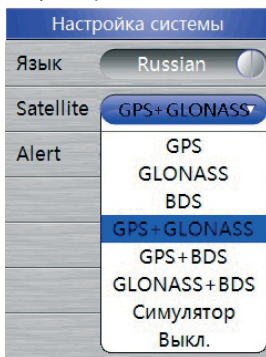 Настройка системы
Язык Russian
Satellite GPS+GLONASS
Alert
GPS
GLONASS
BDS
GPS+GLONASS
GPS+BDS
GLONASS+BDS
Симулятор
Выкл.